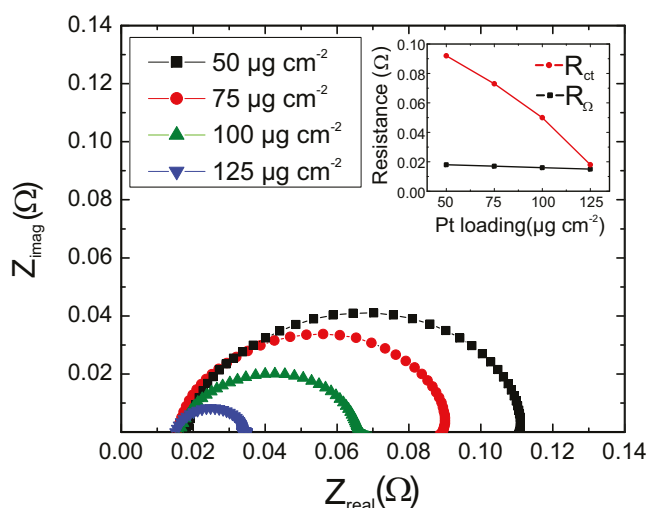 0.14
0.12
0.10
0.08
0.06
0.04
0.02
Z_imag(Ω)
50 µg cm⁻²
75 µg cm⁻²
100 µg cm⁻²
125 µg cm⁻²
0.10
0.08
0.06
0.04
0.02
0.00
Resistance (Ω)
R_ct
R_Ω
50 75 100 125
Pt loading(µg cm⁻²)
0.00 0.02 0.04 0.06 0.08 0.10 0.12 0.14
Z_real(Ω)